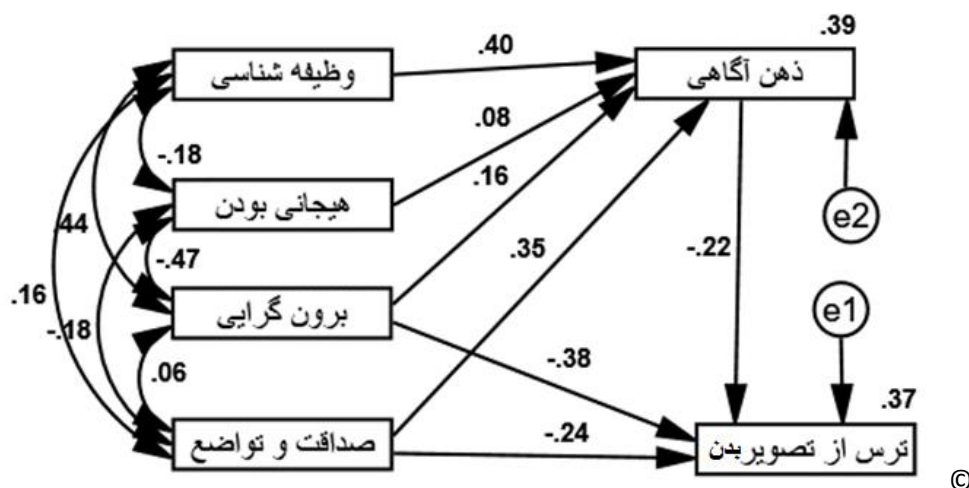 .39
.40
وظیفه شناسی
ذهن آگاهی
.08
-.18
.16
هیجانی بودن
e2
.44
-.47
.35
-.22
.16
برون گرایی
e1
-.18
.06
-.38
.37
صداقت و تواضع
-.24
ترس از تصویربدن
©